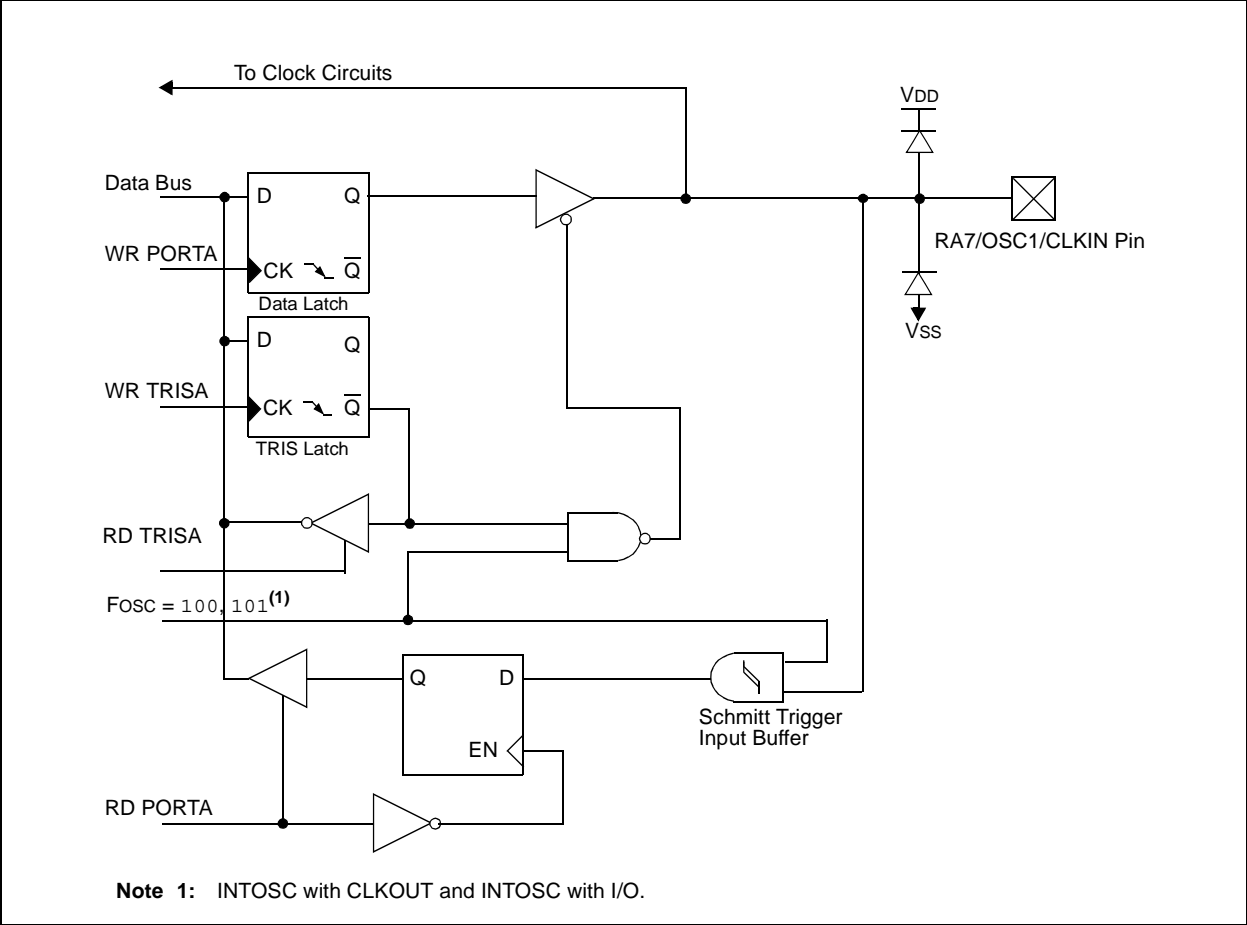 To Clock Circuits
VDD
Data Bus
D
Q
WR PORTA
CK
Q
RA7/OSC1/CLKIN Pin
Data Latch
VSS
D
Q
WR TRISA
CK
Q
TRIS Latch
RD TRISA
FOSC = 100, 101(1)
Q
D
Schmitt Trigger
Input Buffer
EN
RD PORTA
Note 1: INTOSC with CLKOUT and INTOSC with I/O.